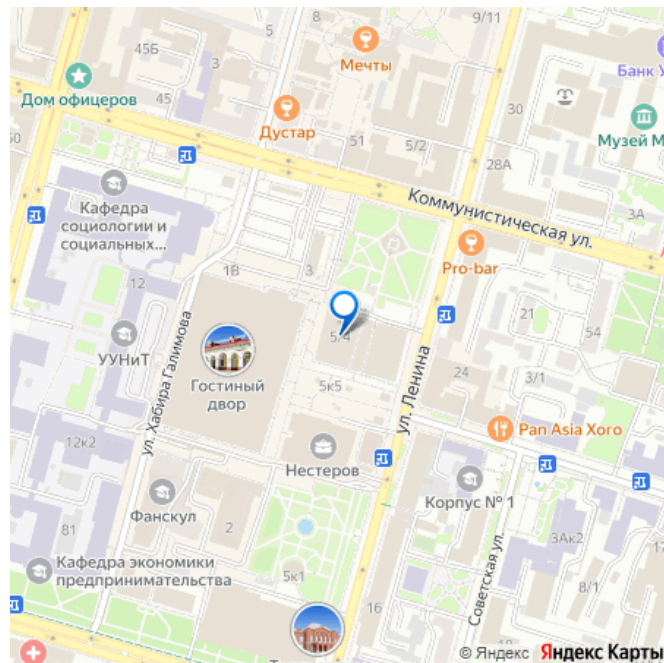 8
9/11
5
45Б
3
Мечты
Банк У
Дом офицеров
45
Дустар
30
Музей М
50
51
5/2
28А
Кафедра
социологии и
социальных...
Коммунистическая ул.
3А
Pro-bar
1В
3
12
21
54
ул. Хабира Галимова
5/4
УУНиТ
Гостиный
двор
ул. Ленина
24
3/1
5к5
Pan Asia Xoro
12к2
Нестеров
Корпус № 1
Фанскул
2
81
3Ак2
Кафедра экономики
предпринимательства
5к1
Советская ул.
8/1
16
© Яндекс Яндекс Карты